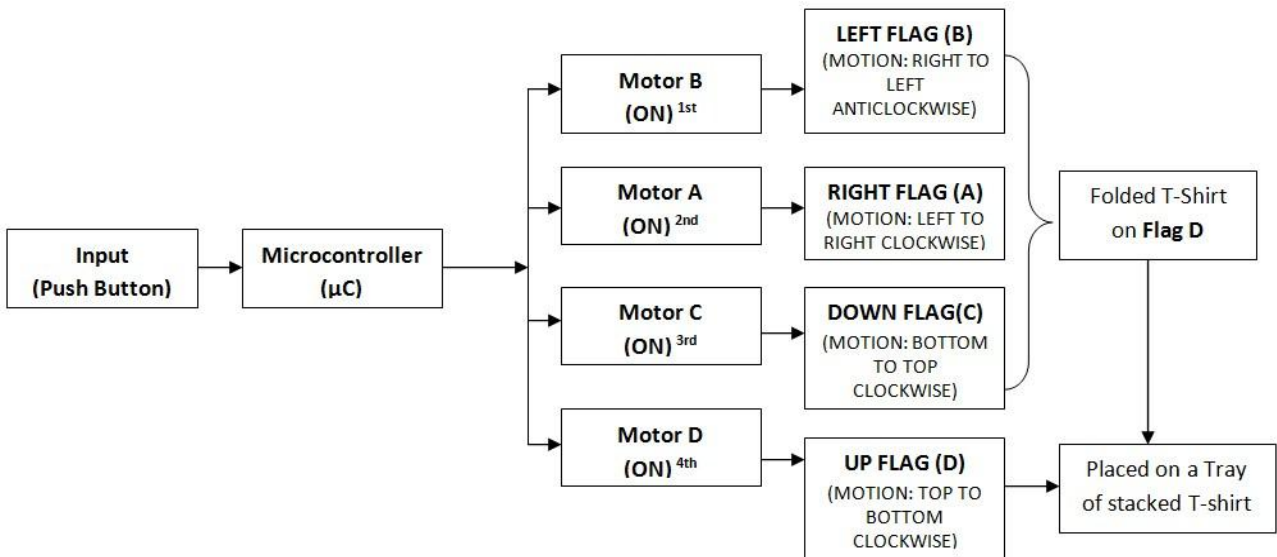 Input
(Push Button)
Microcontroller
(µC)
Motor B
(ON) 1st
LEFT FLAG (B)
(MOTION: RIGHT TO
LEFT
ANTICLOCKWISE)
Motor A
(ON) 2nd
RIGHT FLAG (A)
(MOTION: LEFT TO
RIGHT CLOCKWISE)
Motor C
(ON) 3rd
DOWN FLAG(C)
(MOTION: BOTTOM
TO TOP
CLOCKWISE)
Motor D
(ON) 4th
UP FLAG (D)
(MOTION: TOP TO
BOTTOM
CLOCKWISE)
Folded T-Shirt
on Flag D
Placed on a Tray
of stacked T-shirt